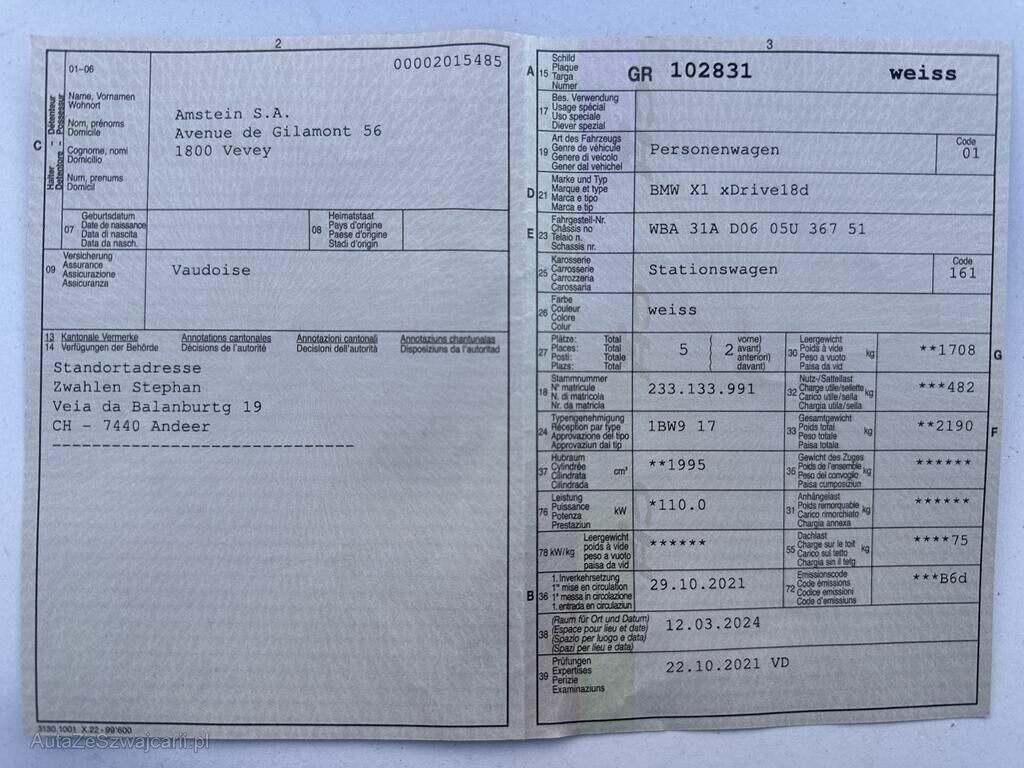 2
00002015485
01-06
Name, Vornamen
Wohnort
Nom, prénoms
Domicile
Cognome, nomi
Domicilio
Num, prenums
Domicil
C
Halter - Détenteur
Detentore - Possessur
Amstein S.A.
Avenue de Gilamont 56
1800 Vevey
07
Geburtsdatum
Date de naissance
Data di nascita
Data da nasch.
08
Heimatstaat
Pays d'origine
Paese d'origine
Stadi d'origin
09
Versicherung
Assurance
Assicurazione
Assicuranza
Vaudoise
13 Kantonale Vermerke Annotations cantonales Annotazioni cantonali Annotaziuns chantunalas
14 Verfügungen der Behörde Décisions de l'autorité Decisioni dell'autorità Disposiziuns da l'autoritad
Standortadresse
Zwahlen Stephan
Veia da Balanburtg 19
CH - 7440 Andeer
3130.1001 X.22 - 99'600
AutaZeSzwajcarii.pl
3
A 15
Schild
Plaque
Targa
Numer
GR 102831 weiss
17
Bes. Verwendung
Usage spécial
Uso speciale
Diever spezial
19
Art des Fahrzeugs
Genre de véhicule
Genere di veicolo
Gener dal vehichel
Personenwagen
Code
01
D 21
Marke und Typ
Marque et type
Marca e tipo
Marca e tip
BMW X1 xDrive18d
E 23
Fahrgestell-Nr.
Châssis no
Telaio n.
Schassis nr.
WBA 31A D06 05U 367 51
25
Karosserie
Carrosserie
Carrozzeria
Carossaria
Stationswagen
Code
161
26
Farbe
Couleur
Colore
Colur
weiss
27
Plätze: Total
Places: Total
Posti: Totale
Plazs: Total
5
2
vorne)
avant)
anteriori)
davant)
30
Leergewicht
Poids à vide
Peso a vuoto
Paisa da vid
kg
**1708
G
18
Stammnummer
N° matricule
N. di matricola
Nr. da matricla
233.133.991
32
Nutz-/Sattellast
Charge utile/sellette
Carico utile/sella
Chargia utila/sella
kg
***482
24
Typengenehmigung
Réception par type
Approvazione del tipo
Approvaziun dal tip
1BW9 17
33
Gesamtgewicht
Poids total
Peso totale
Paisa totala
kg
**2190
F
37
Hubraum
Cylindrée
Cilindrata
Cilindrada
cm³
**1995
35
Gewicht des Zuges
Poids de l'ensemble
Peso del convoglio
Paisa cumposiziun
kg
******
76
Leistung
Puissance
Potenza
Prestaziun
kW
*110.0
31
Anhängelast
Poids remorquable
Carico rimorchiato
Chargia annexa
kg
******
78 kW/kg
Leergewicht
poids à vide
peso a vuoto
paisa da vid
******
55
Dachlast
Charge sur le toit
Carico sul tetto
Chargia sin il tetg
kg
****75
B 36
1. Inverkehrsetzung
1re mise en circulation
1a messa in circolazione
1. entrada en circulaziun
29.10.2021
72
Emissionscode
Code émissions
Codice emissioni
Code d'emissiuns
***B6d
38
(Raum für Ort und Datum)
(Espace pour lieu et date)
(Spazio per luogo e data)
(Spazi per lieu e data)
12.03.2024
39
Prüfungen
Expertises
Perizie
Examinaziuns
22.10.2021 VD